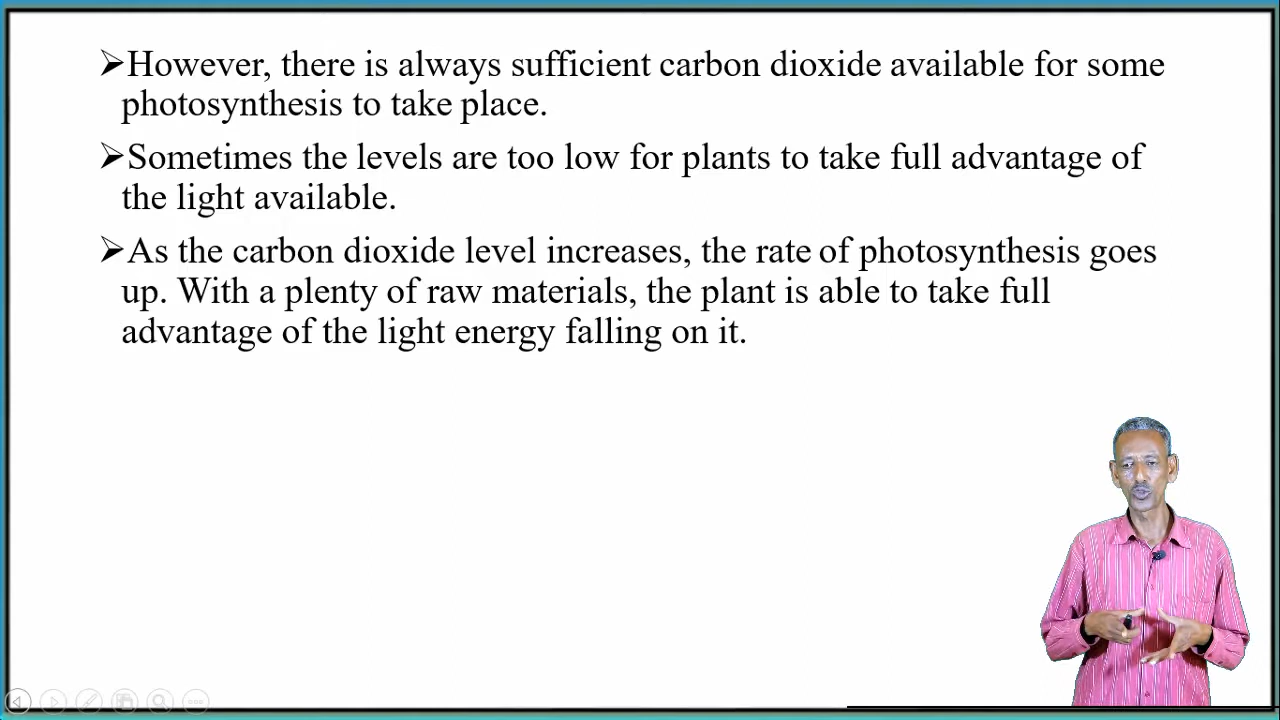 ➢However, there is always sufficient carbon dioxide available for some
photosynthesis to take place.
➢Sometimes the levels are too low for plants to take full advantage of
the light available.
➢As the carbon dioxide level increases, the rate of photosynthesis goes
up. With a plenty of raw materials, the plant is able to take full
advantage of the light energy falling on it.